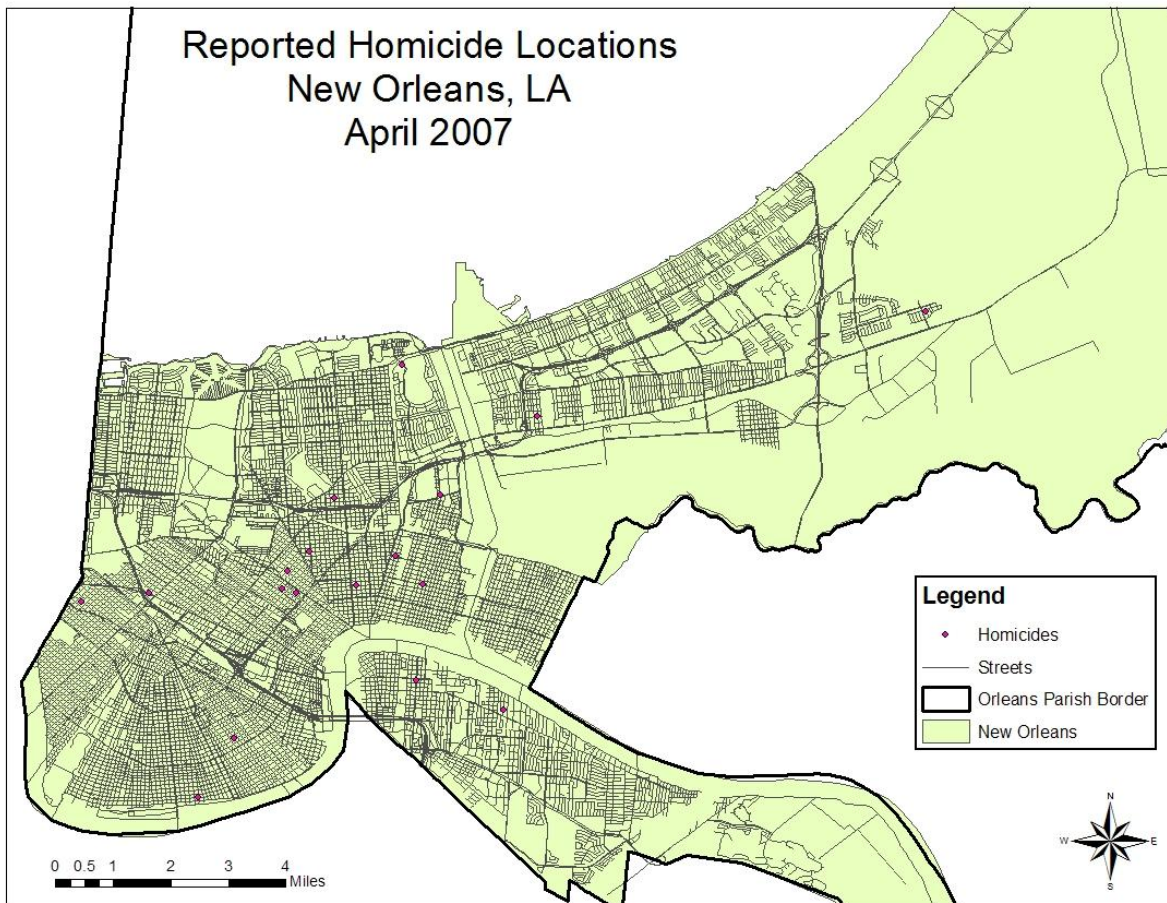 Reported Homicide Locations
New Orleans, LA
April 2007
Legend
Homicides
Streets
Orleans Parish Border
New Orleans
0 0.5 1 2 3 4
Miles
N
W E
S